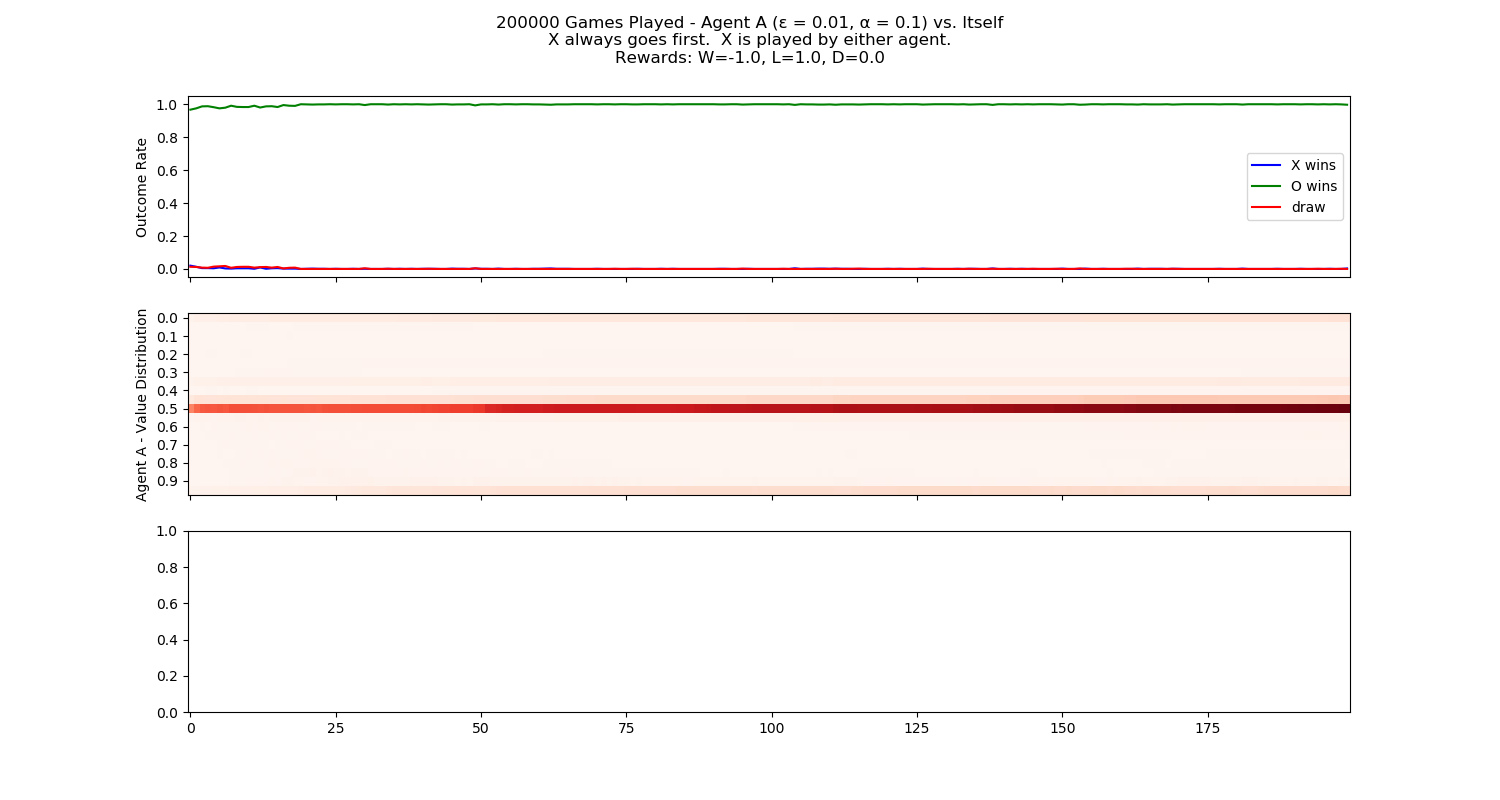 200000 Games Played - Agent A (ε = 0.01, α = 0.1) vs. Itself
X always goes first.  X is played by either agent.
Rewards: W=-1.0, L=1.0, D=0.0
Outcome Rate
1.0
0.8
0.6
0.4
0.2
0.0
X wins
O wins
draw
Agent A - Value Distribution
0.0
0.1
0.2
0.3
0.4
0.5
0.6
0.7
0.8
0.9
1.0
0.8
0.6
0.4
0.2
0.0
0 25 50 75 100 125 150 175